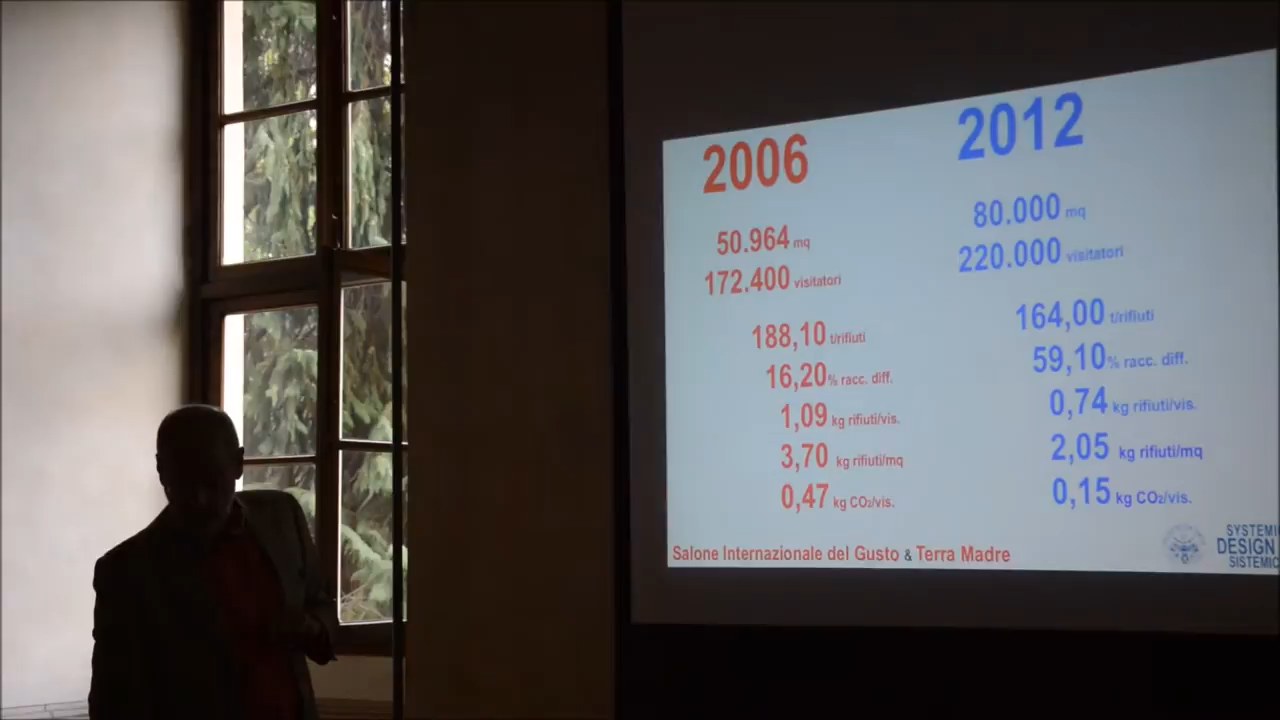 2006
50.964 mq
172.400 visitatori
188,10 t/rifiuti
16,20 % racc. diff.
1,09 kg rifiuti/vis.
3,70 kg rifiuti/mq
0,47 kg CO₂/vis.
2012
80.000 mq
220.000 visitatori
164,00 t/rifiuti
59,10 % racc. diff.
0,74 kg rifiuti/vis.
2,05 kg rifiuti/mq
0,15 kg CO₂/vis.
Salone Internazionale del Gusto & Terra Madre
SYSTEMI
DESIGN
SISTEMIC